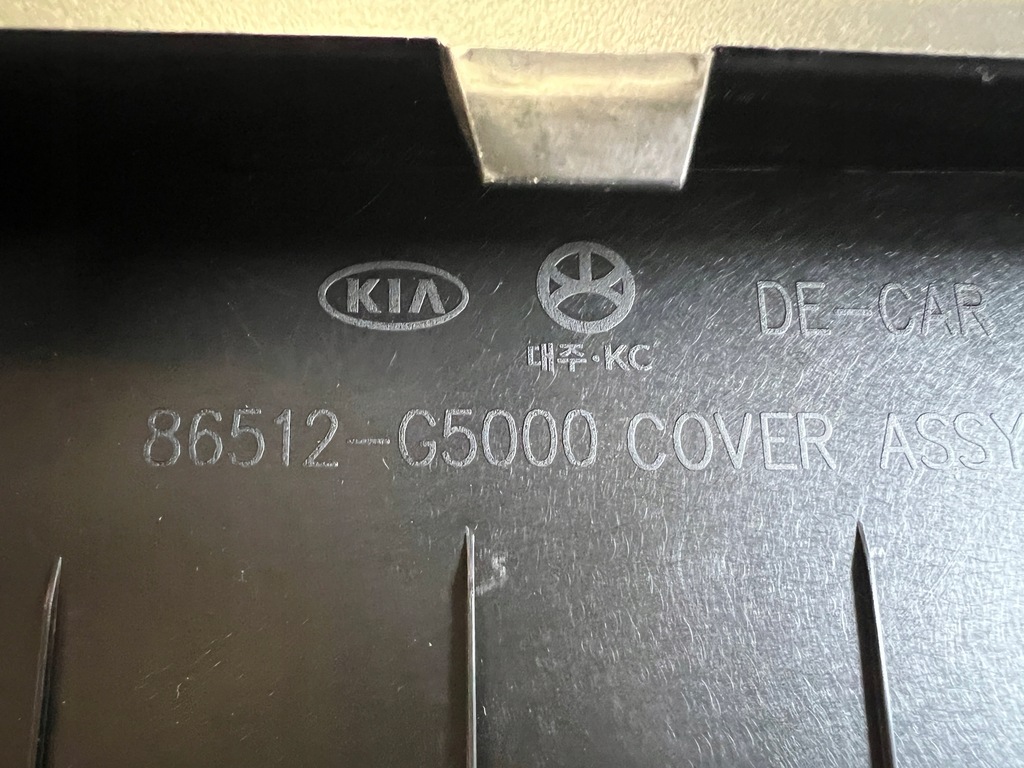 KIA
대주·KC
DE-CAR
86512-G5000 COVER ASSY